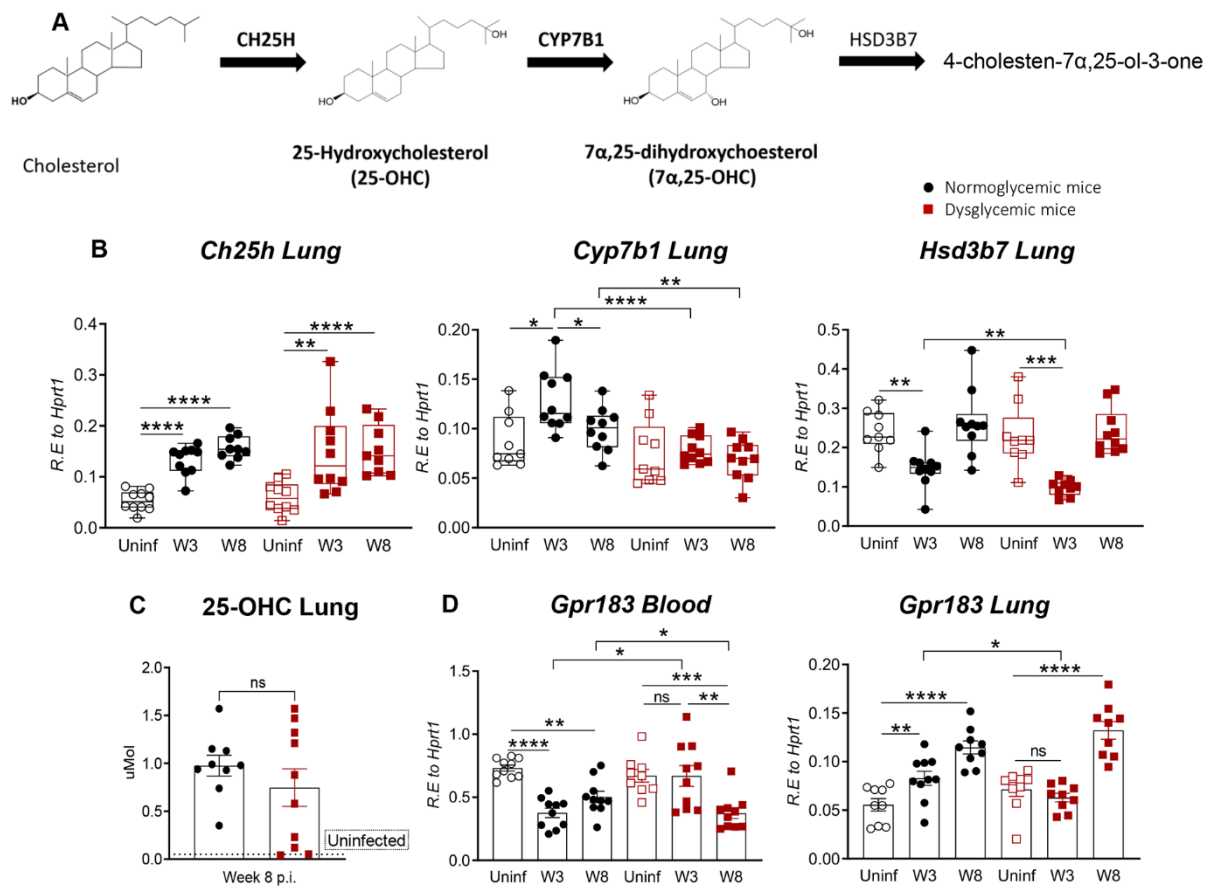 A
CH25H
CYP7B1
HSD3B7
OH
OH
HO
HO
HO
OH
4-cholesten-7α,25-ol-3-one
Cholesterol
25-Hydroxycholesterol
(25-OHC)
7α,25-dihydroxychoesterol
(7α,25-OHC)
Normoglycemic mice
Dysglycemic mice
B
Ch25h Lung
R.E to Hprt1
0.4
0.3
0.2
0.1
0.0
****
****
**
****
Uninf W3 W8 Uninf W3 W8
Cyp7b1 Lung
R.E to Hprt1
0.20
0.15
0.10
0.05
0.00
**
****
* *
Uninf W3 W8 Uninf W3 W8
Hsd3b7 Lung
R.E to Hprt1
0.5
0.4
0.3
0.2
0.1
0.0
**
** ***
Uninf W3 W8 Uninf W3 W8
C
25-OHC Lung
uMol
2.0
1.5
1.0
0.5
0.0
ns
Uninfected
Week 8 p.i.
D
Gpr183 Blood
R.E to Hprt1
1.5
1.0
0.5
0.0
*
*
***
ns **
**
****
Uninf W3 W8 Uninf W3 W8
Gpr183 Lung
R.E to Hprt1
0.20
0.15
0.10
0.05
0.00
*
****
****
**
ns
Uninf W3 W8 Uninf W3 W8